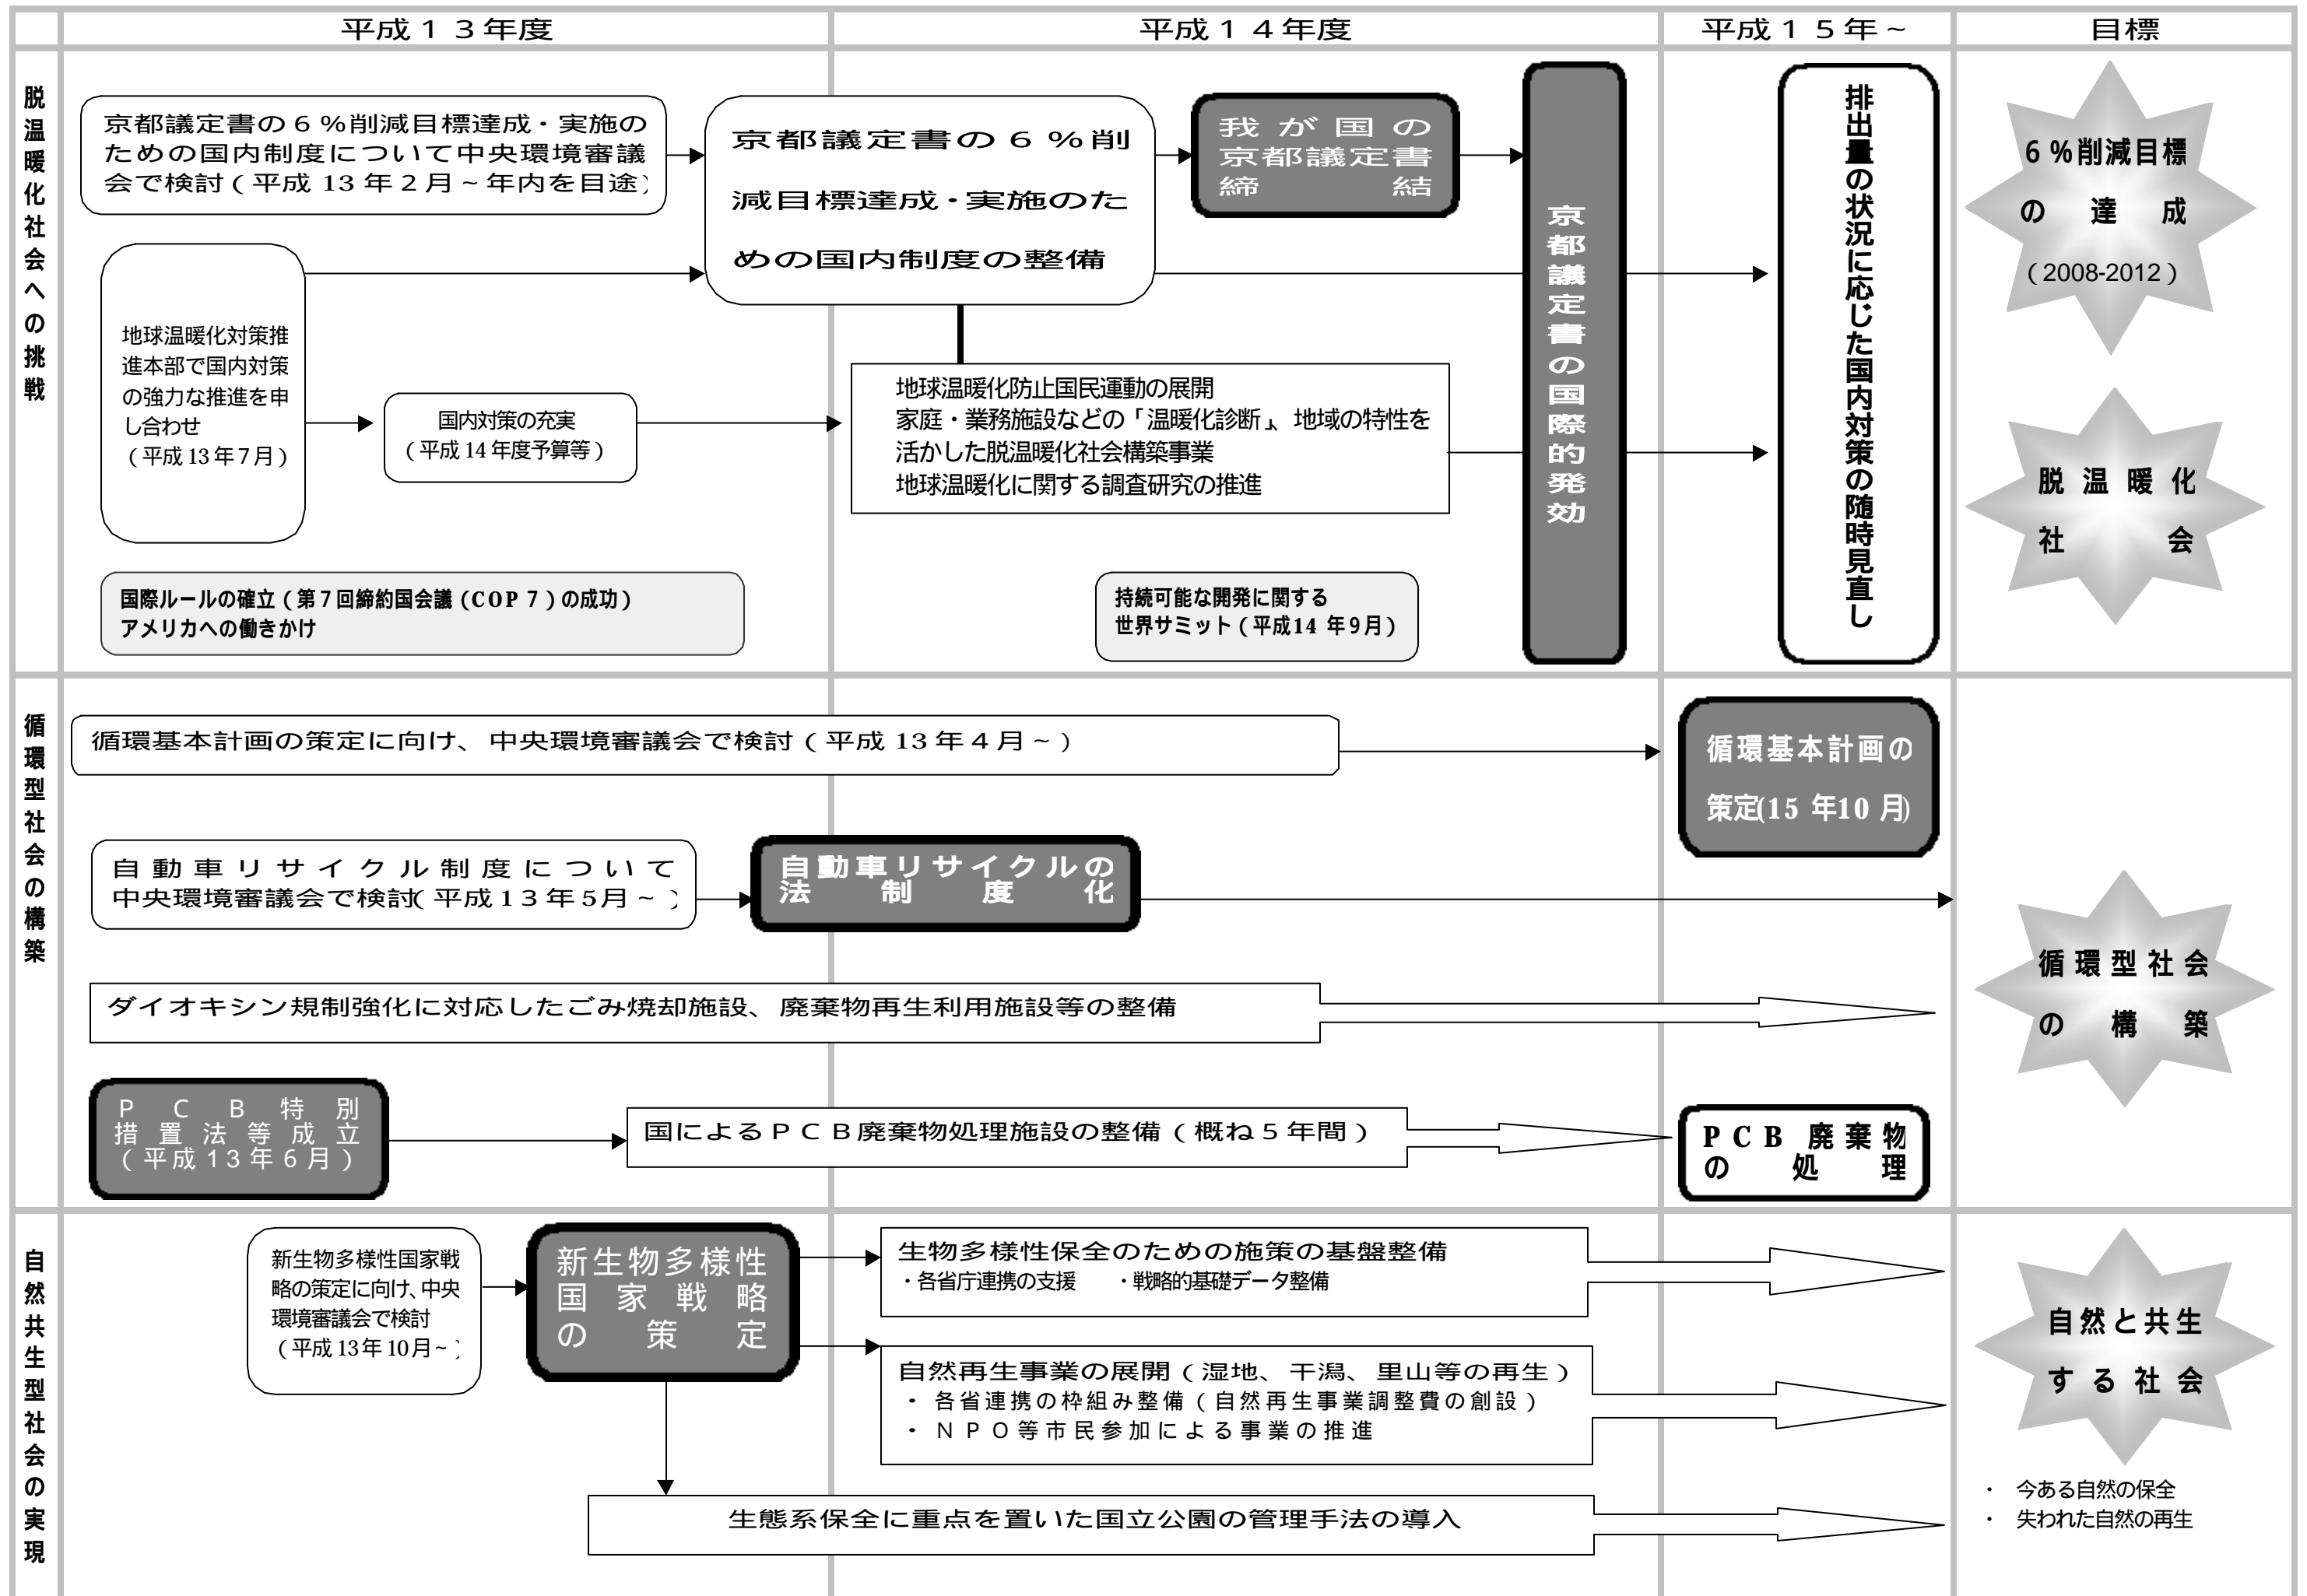 平成１３年度
平成１４年度
平成１５年~
目標
脱温暖化社会への挑戦
京都議定書の６％削減目標達成・実施の
ための国内制度について中央環境審議
会で検討（平成 13 年２月~年内を目途）
京都議定書の６％削
減目標達成・実施のた
めの国内制度の整備
我が国の
京都議定書
締結
京都議定書の国際的発効
排出量の状況に応じた国内対策の随時見直し
６％削減目標
の達成
（2008-2012）
地球温暖化対策推
進本部で国内対策
の強力な推進を申
し合わせ
（平成 13 年７月）
国内対策の充実
（平成 14 年度予算等）
地球温暖化防止国民運動の展開
家庭・業務施設などの「温暖化診断」、地域の特性を
活かした脱温暖化社会構築事業
地球温暖化に関する調査研究の推進
脱温暖化
社会
国際ルールの確立（第７回締約国会議（COP７）の成功）
アメリカへの働きかけ
持続可能な開発に関する
世界サミット（平成14 年９月）
循環型社会の構築
循環基本計画の策定に向け、中央環境審議会で検討（平成 13 年４月~）
循環基本計画の
策定(15 年10 月)
自動車リサイクル制度について
中央環境審議会で検討（平成１３年５月~）
自動車リサイクルの
法制度化
ダイオキシン規制強化に対応したごみ焼却施設、廃棄物再生利用施設等の整備
循環型社会
の構築
ＰＣＢ特別
措置法等成立
（平成１３年６月）
国によるＰＣＢ廃棄物処理施設の整備（概ね５年間）
PCB 廃棄物
の処理
自然共生型社会の実現
新生物多様性国家戦
略の策定に向け、中央
環境審議会で検討
（平成 13 年 10 月~）
新生物多様性
国家戦略
の策定
生物多様性保全のための施策の基盤整備
・各省庁連携の支援　・戦略的基礎データ整備
自然再生事業の展開（湿地、干潟、里山等の再生）
・ 各省連携の枠組み整備（自然再生事業調整費の創設）
・ ＮＰＯ等市民参加による事業の推進
生態系保全に重点を置いた国立公園の管理手法の導入
自然と共生
する社会
・ 今ある自然の保全
・ 失われた自然の再生